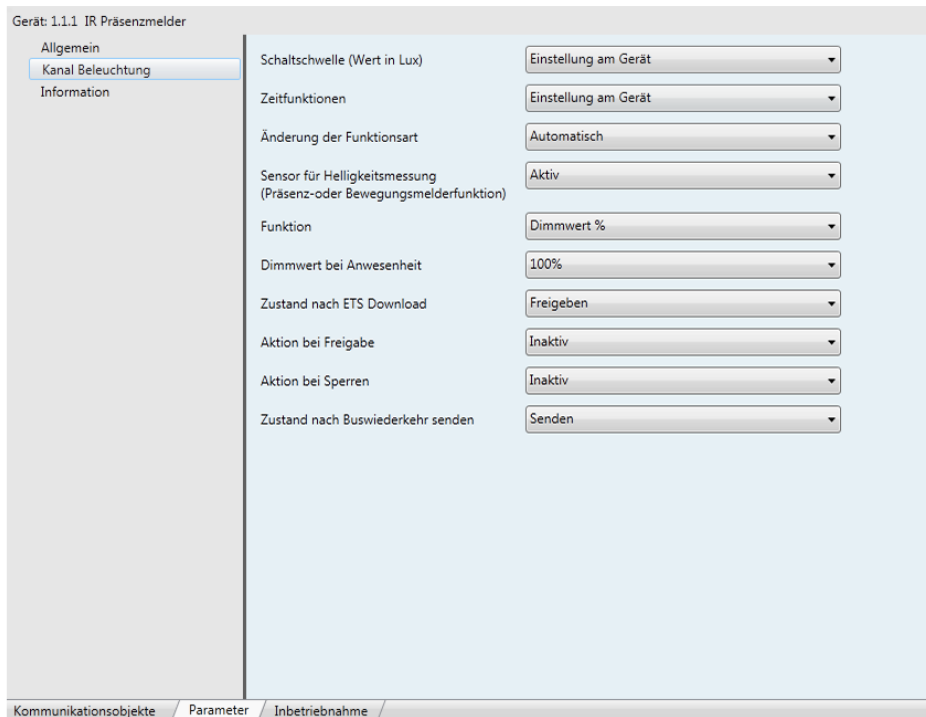 Gerät: 1.1.1 IR Präsenzmelder
Allgemein
Kanal Beleuchtung
Information
Schaltschwelle (Wert in Lux) Einstellung am Gerät
Zeitfunktionen Einstellung am Gerät
Änderung der Funktionsart Automatisch
Sensor für Helligkeitsmessung Aktiv
(Präsenz-oder Bewegungsmelderfunktion)
Funktion Dimmwert %
Dimmwert bei Anwesenheit 100%
Zustand nach ETS Download Freigeben
Aktion bei Freigabe Inaktiv
Aktion bei Sperren Inaktiv
Zustand nach Buswiederkehr senden Senden
Kommunikationsobjekte Parameter Inbetriebnahme